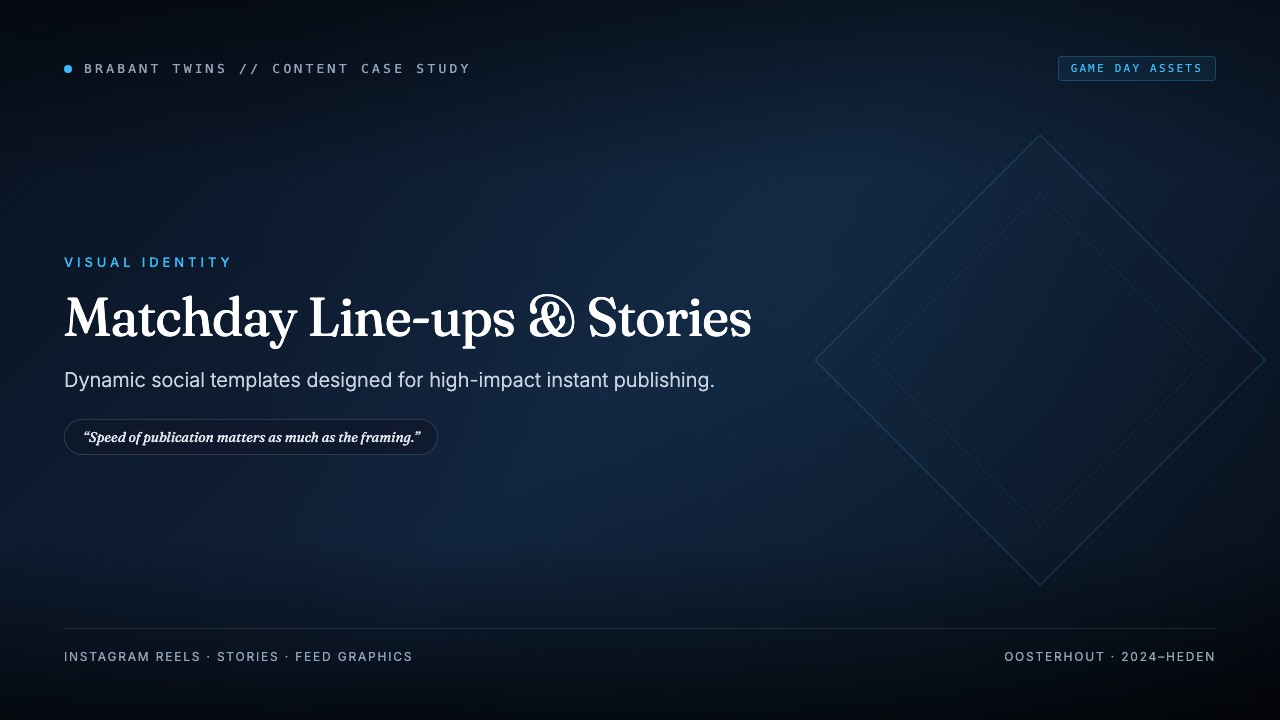 BRABANT TWINS // CONTENT CASE STUDY
GAME DAY ASSETS
VISUAL IDENTITY
Matchday Line-ups & Stories
Dynamic social templates designed for high-impact instant publishing.
“Speed of publication matters as much as the framing.”
INSTAGRAM REELS · STORIES · FEED GRAPHICS
OOSTERHOUT · 2024–HEDEN